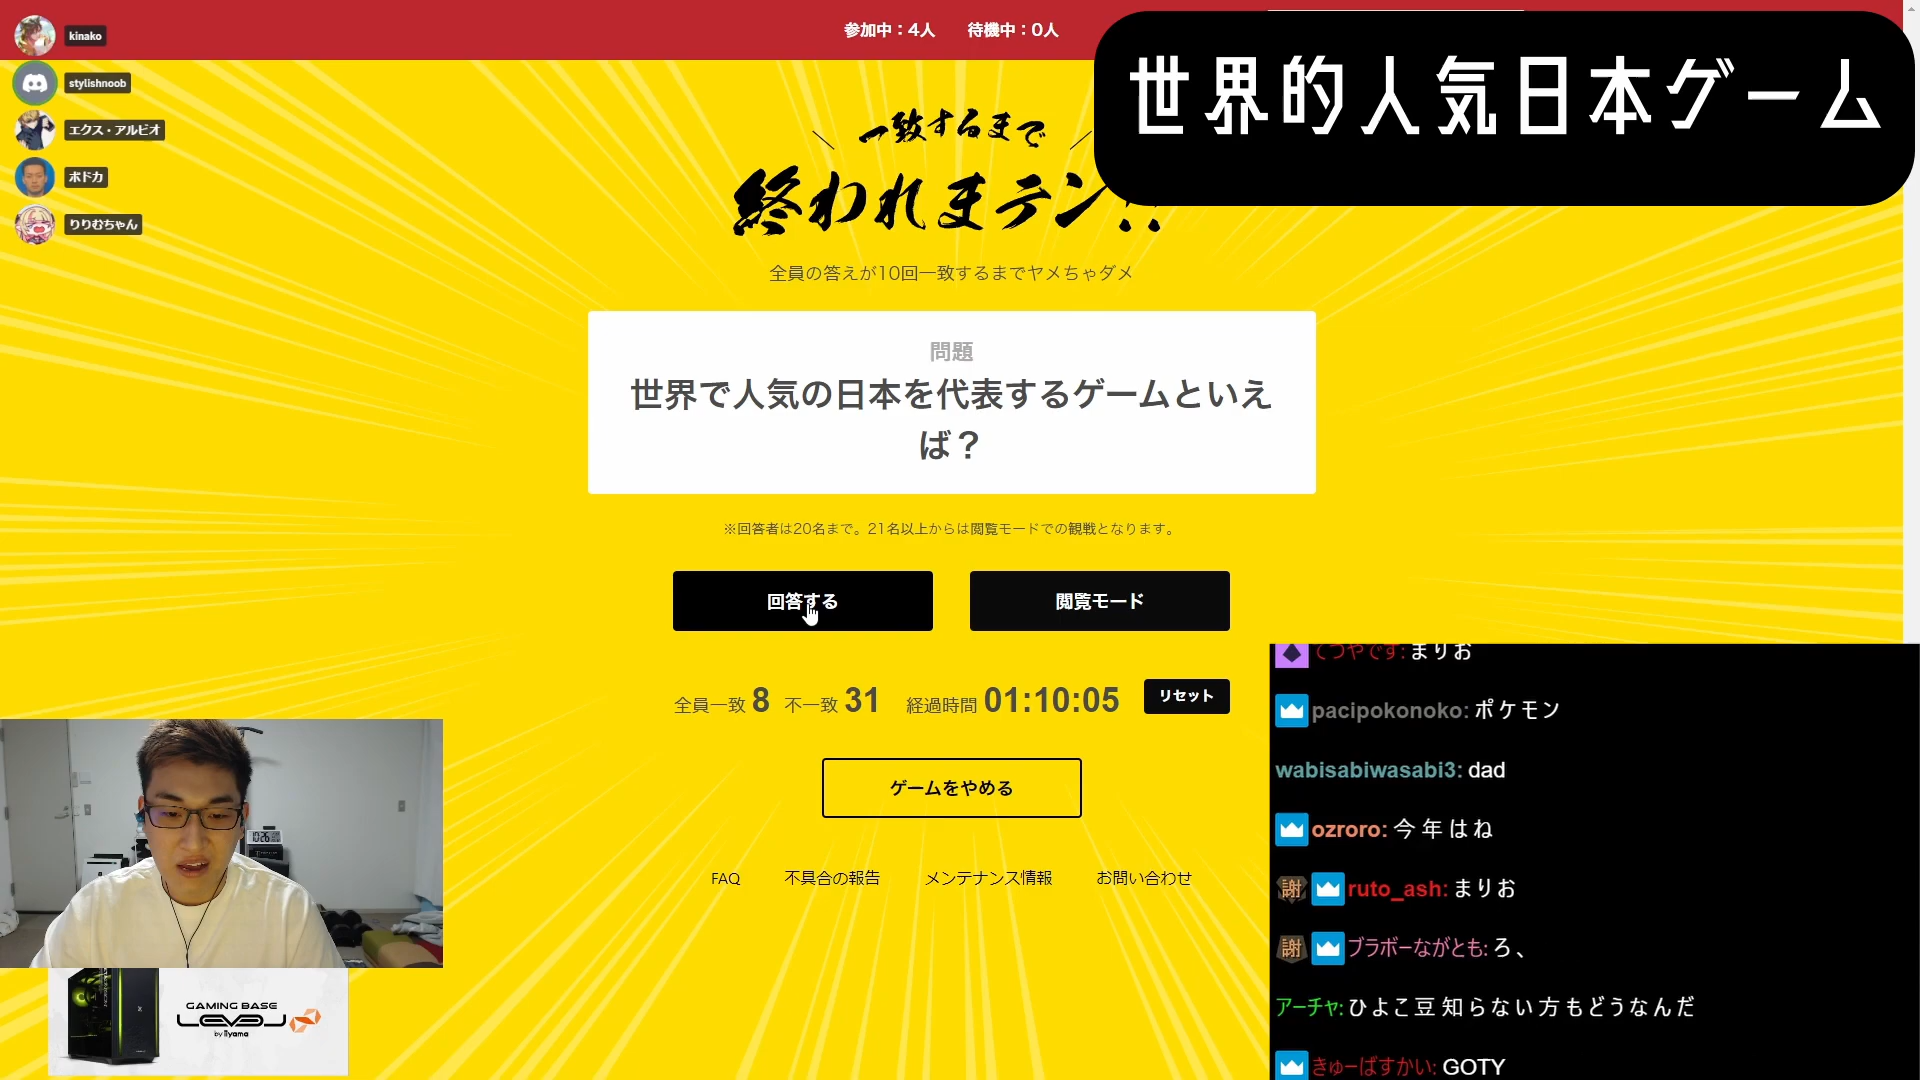 参加中：4人
待機中：0人
世界的人気日本ゲーム
kinako
stylishnoob
エクス・アルビオ
ボドカ
りりむちゃん
一致するまで
終われまテン!!
全員の答えが10回一致するまでヤメちゃダメ
問題
世界で人気の日本を代表するゲームといえ
ば？
※回答者は20名まで。21名以上からは閲覧モードでの観戦となります。
回答する
閲覧モード
全員一致 8 不一致 31 経過時間 01:10:05
リセット
ゲームをやめる
FAQ
不具合の報告
メンテナンス情報
お問い合わせ
てつやです: まりお
pacipokonoko: ポケモン
wabisabiwasabi3: dad
ozroro: 今年はね
謝 ruto_ash: まりお
謝 ブラボーながとも: ろ、
アーチャ: ひよこ豆知らない方もどうなんだ
きゅーばすかい: GOTY
10:26
GAMING BASE
LEVEL
by iiyama